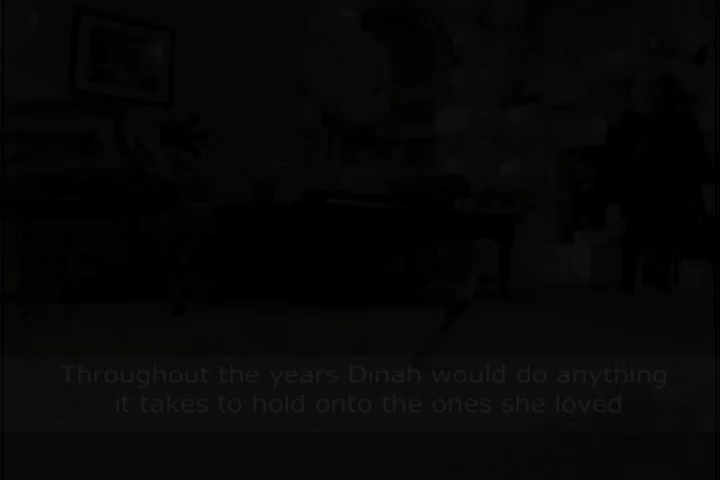 Throughout the years Dinah would do anything
it takes to hold onto the ones she loved